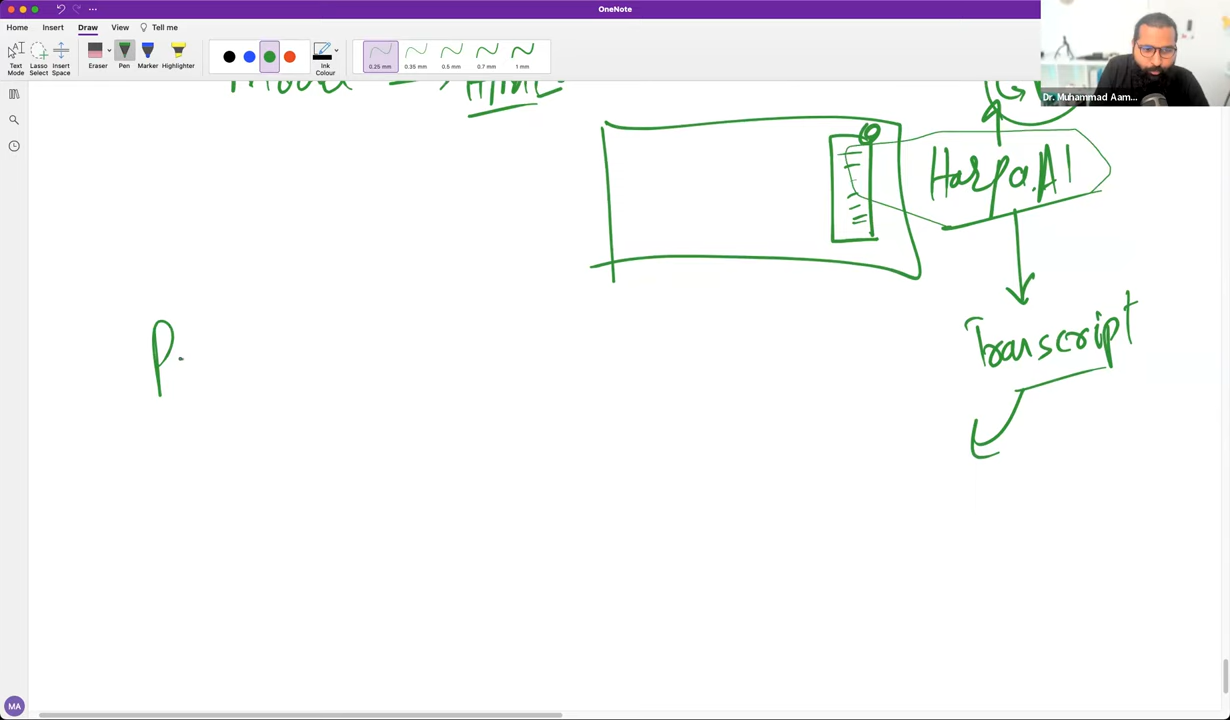 OneNote
Home Insert Draw View Tell me
Text Mode
Lasso Select
Insert Space
Eraser
Pen
Marker
Highlighter
Ink Colour
0.25 mm 0.35 mm 0.5 mm 0.7 mm 1 mm
Dr. Muhammad Aam...
Harpa.AI
Transcript
P.
MA